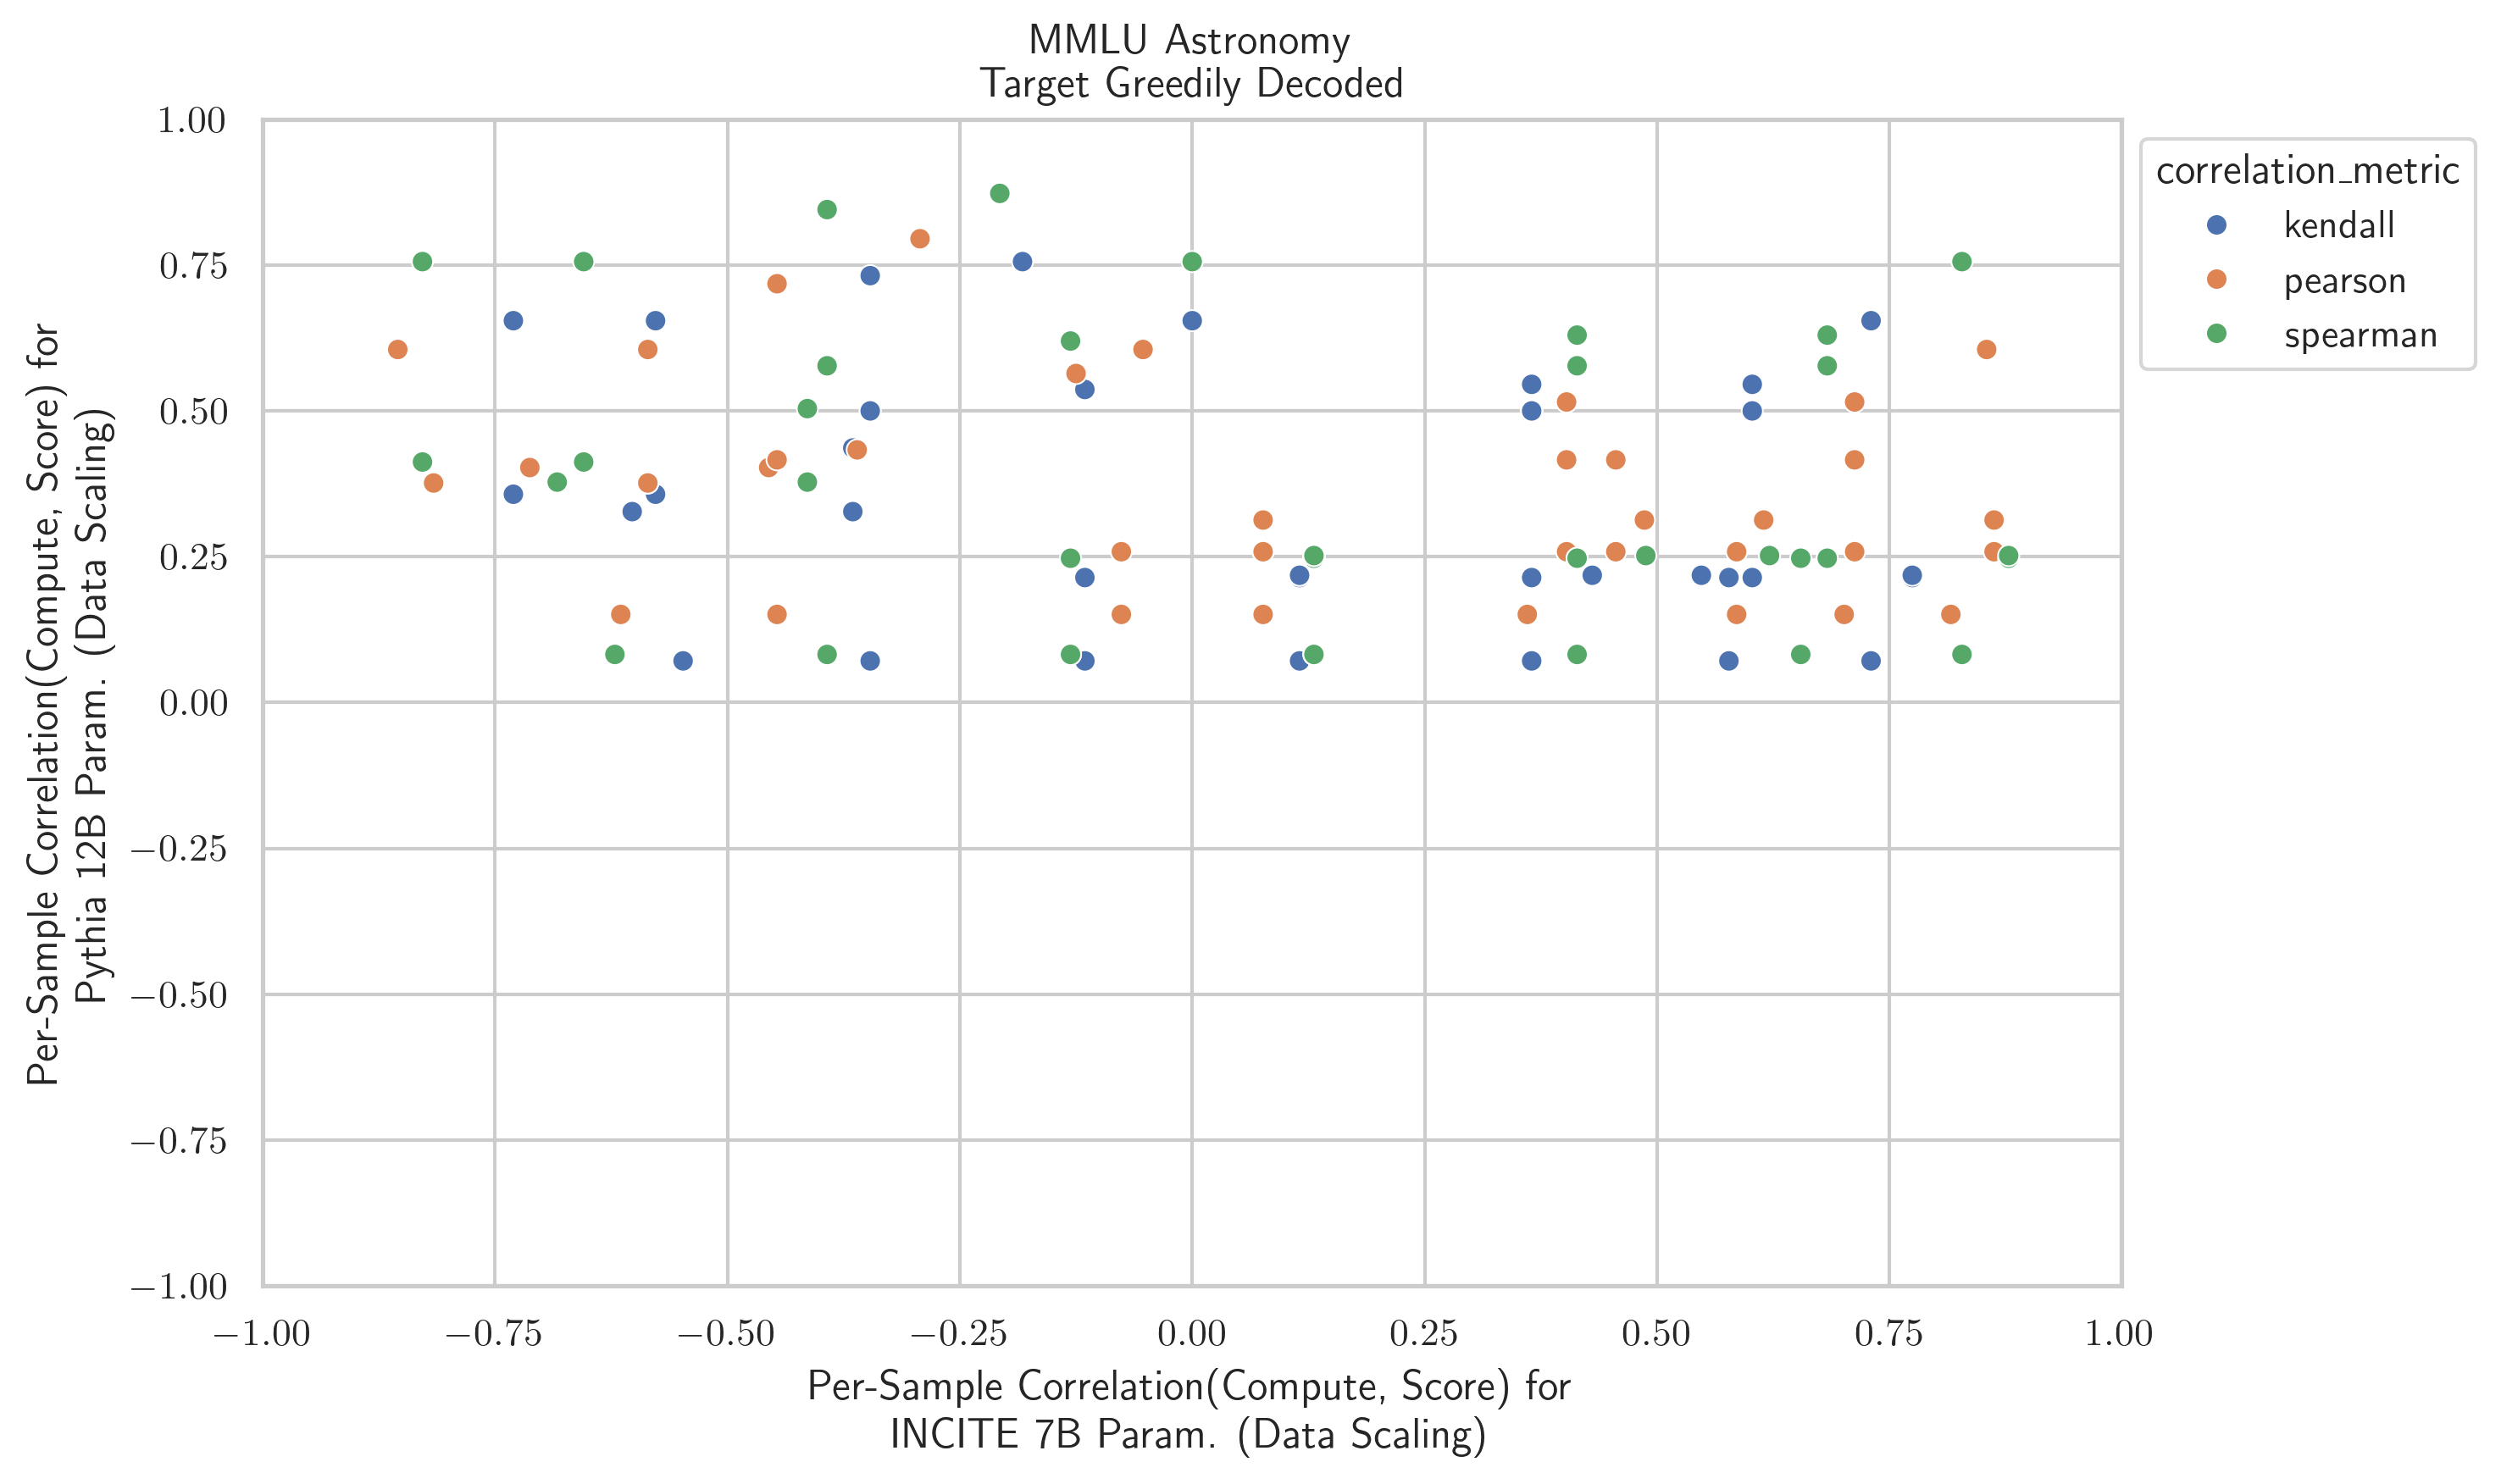 MMLU Astronomy
Target Greedily Decoded
Per-Sample Correlation(Compute, Score) for
Pythia 12B Param. (Data Scaling)
1.00
0.75
0.50
0.25
0.00
−0.25
−0.50
−0.75
−1.00
−1.00 −0.75 −0.50 −0.25 0.00 0.25 0.50 0.75 1.00
Per-Sample Correlation(Compute, Score) for
INCITE 7B Param. (Data Scaling)
correlation_metric
kendall
pearson
spearman